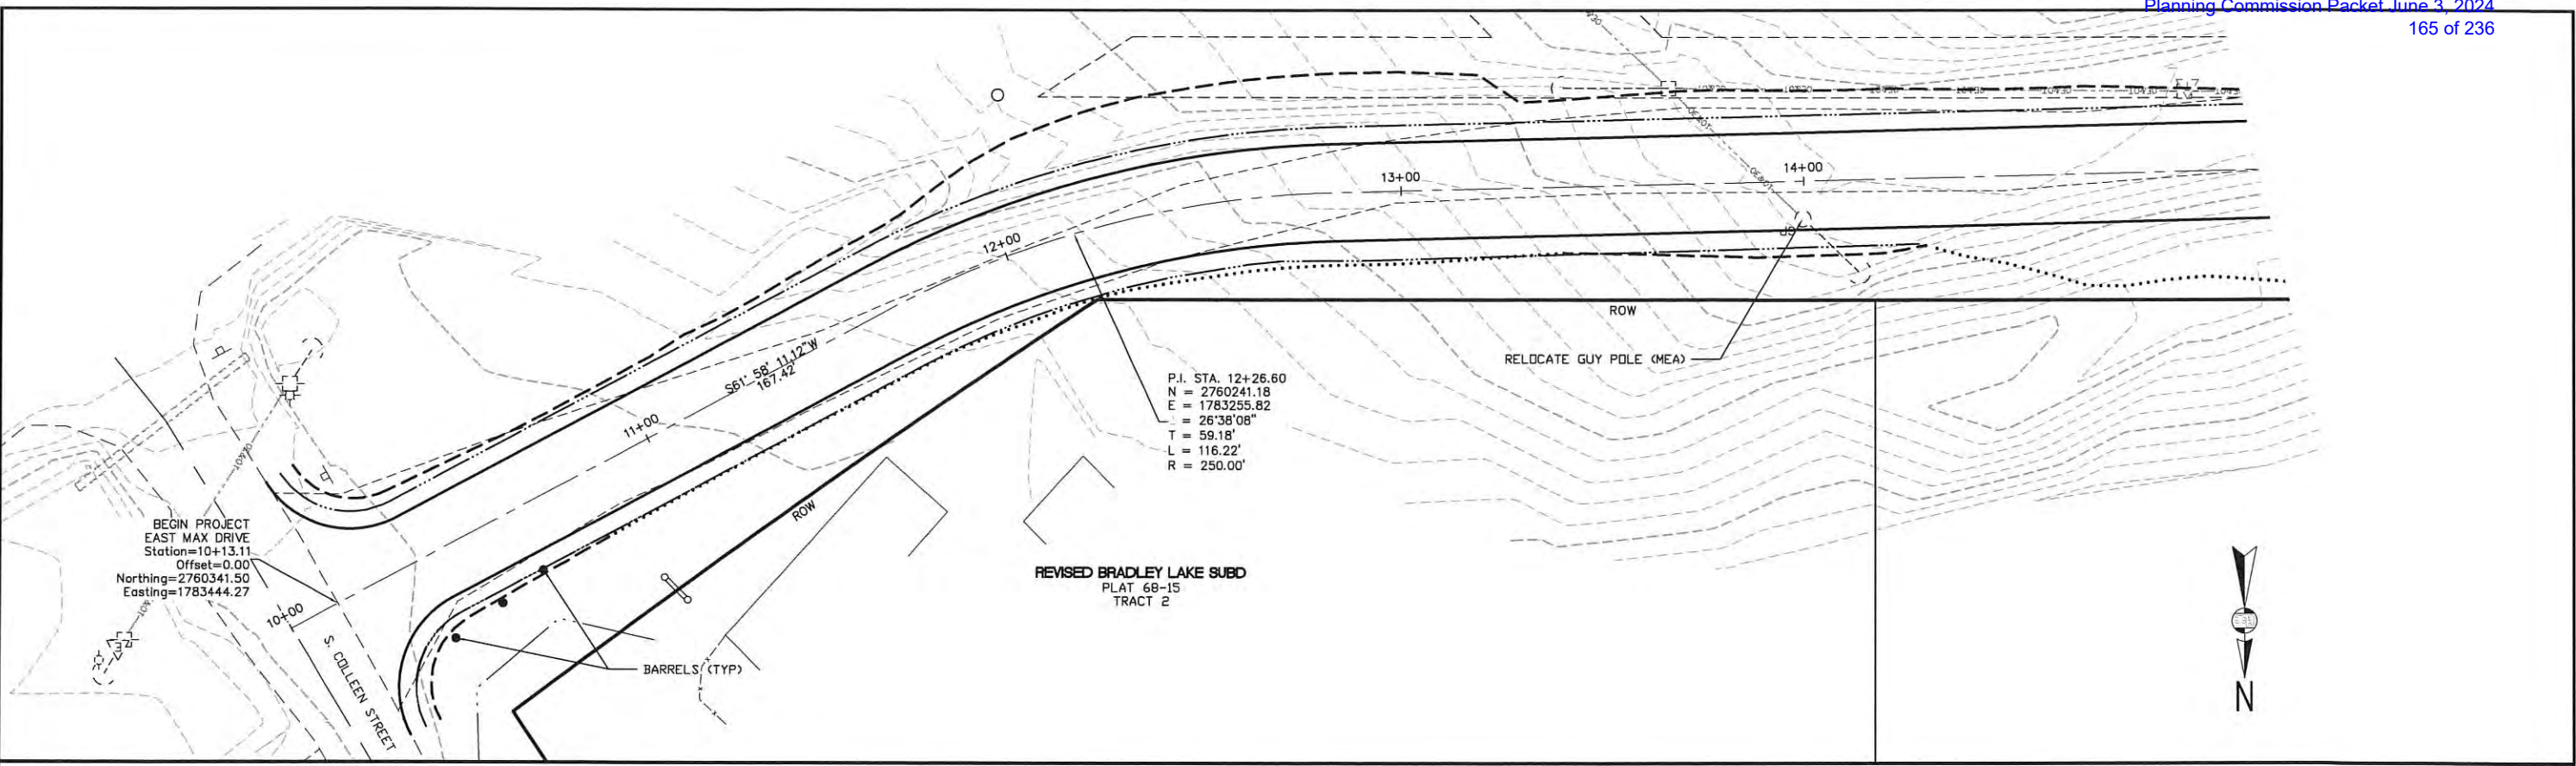 Planning Commission Packet June 3, 2024
165 of 236
14+00
13+00
12+00
ROW
S61° 58' 11.12"W
167.42'
RELOCATE GUY POLE (MEA)
P.I. STA. 12+26.60
N = 2760241.18
E = 1783255.82
= 26°38'08"
T = 59.18'
L = 116.22'
R = 250.00'
11+00
ROW
BEGIN PROJECT
EAST MAX DRIVE
Station=10+13.11
Offset=0.00
Northing=2760341.50
Easting=1783444.27
REVISED BRADLEY LAKE SUBD
PLAT 68-15
TRACT 2
10+00
S. COLLEEN STREET
BARRELS (TYP)
N